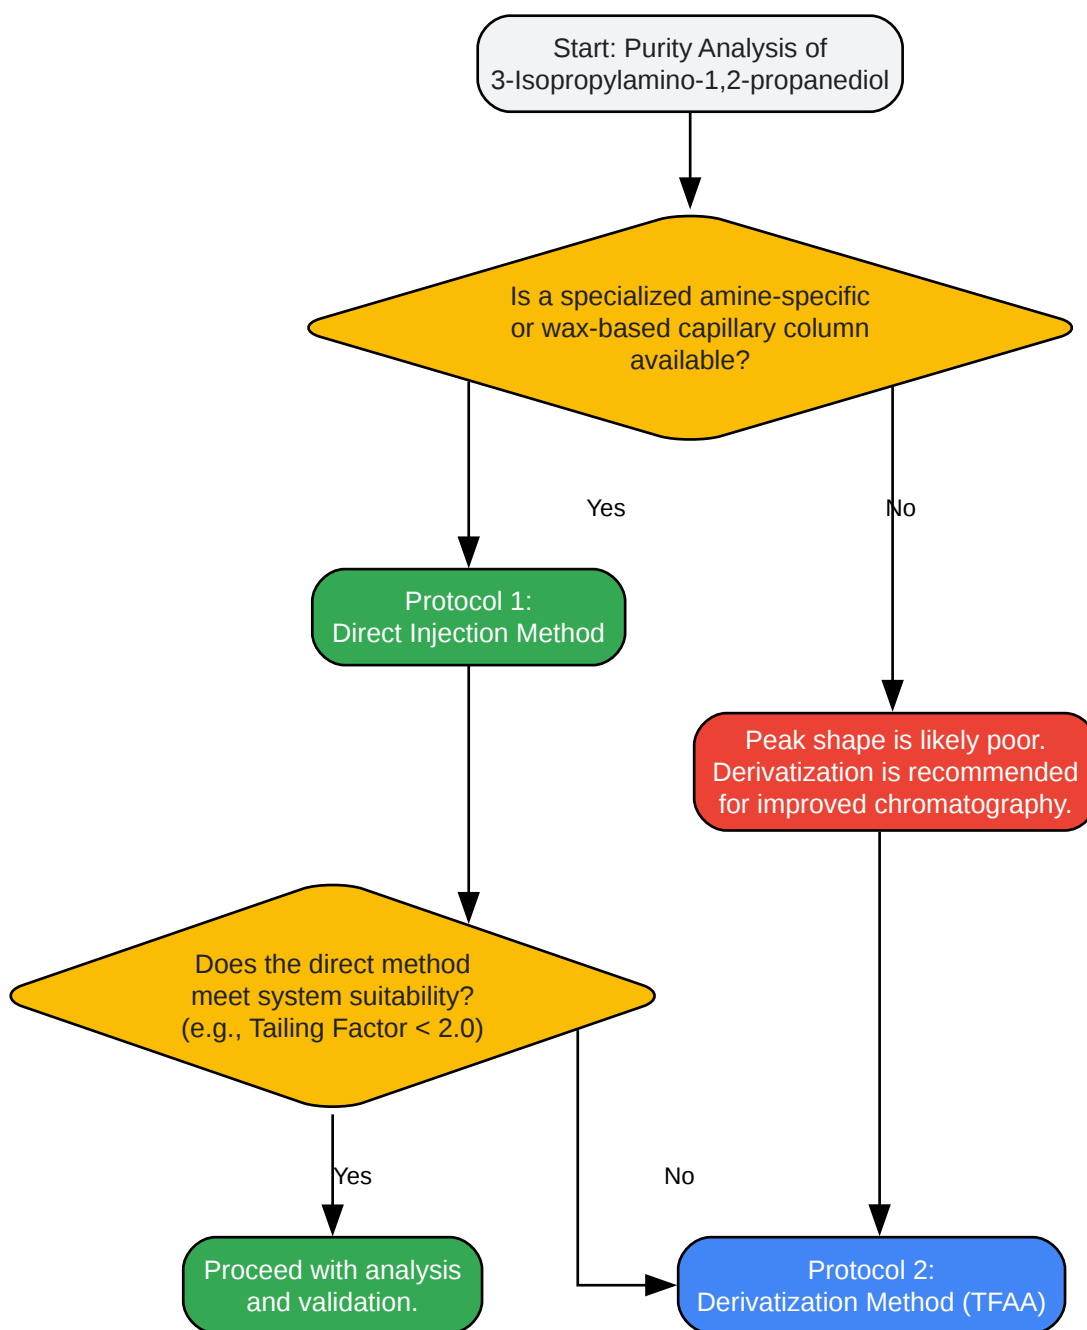 Start: Purity Analysis of
3-Isopropylamino-1,2-propanediol
Is a specialized amine-specific
or wax-based capillary column
available?
Yes
No
Protocol 1:
Direct Injection Method
Peak shape is likely poor.
Derivatization is recommended
for improved chromatography.
Does the direct method
meet system suitability?
(e.g., Tailing Factor < 2.0)
Yes
No
Proceed with analysis
and validation.
Protocol 2:
Derivatization Method (TFAA)